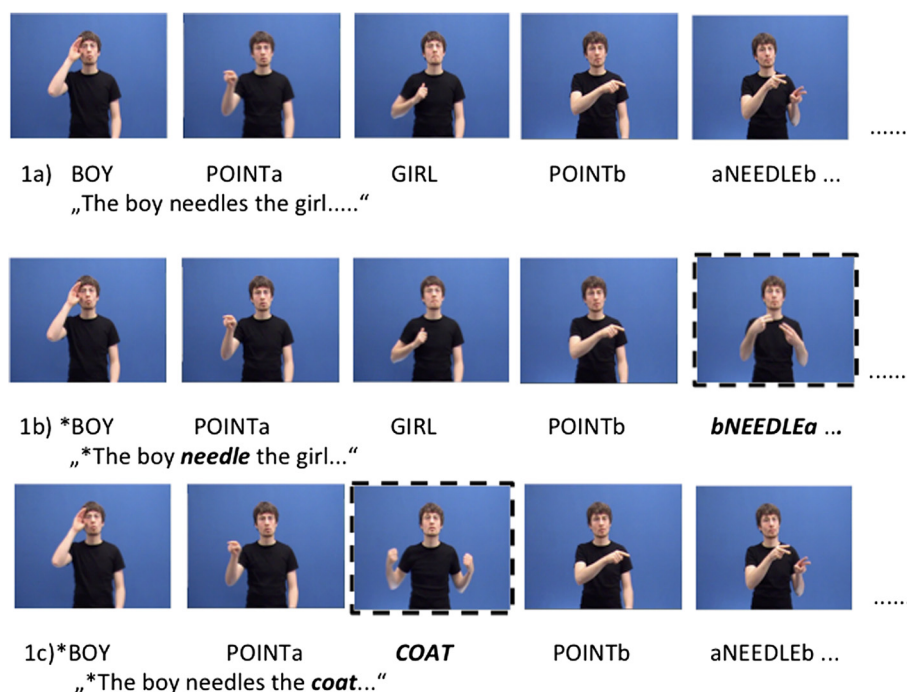 ......
1a) BOY POINTa GIRL POINTb aNEEDLEb ...
„The boy needles the girl.....“
......
1b) *BOY POINTa GIRL POINTb bNEEDLEa ...
„*The boy needle the girl...“
......
1c)*BOY POINTa COAT POINTb aNEEDLEb ...
„*The boy needles the coat...“